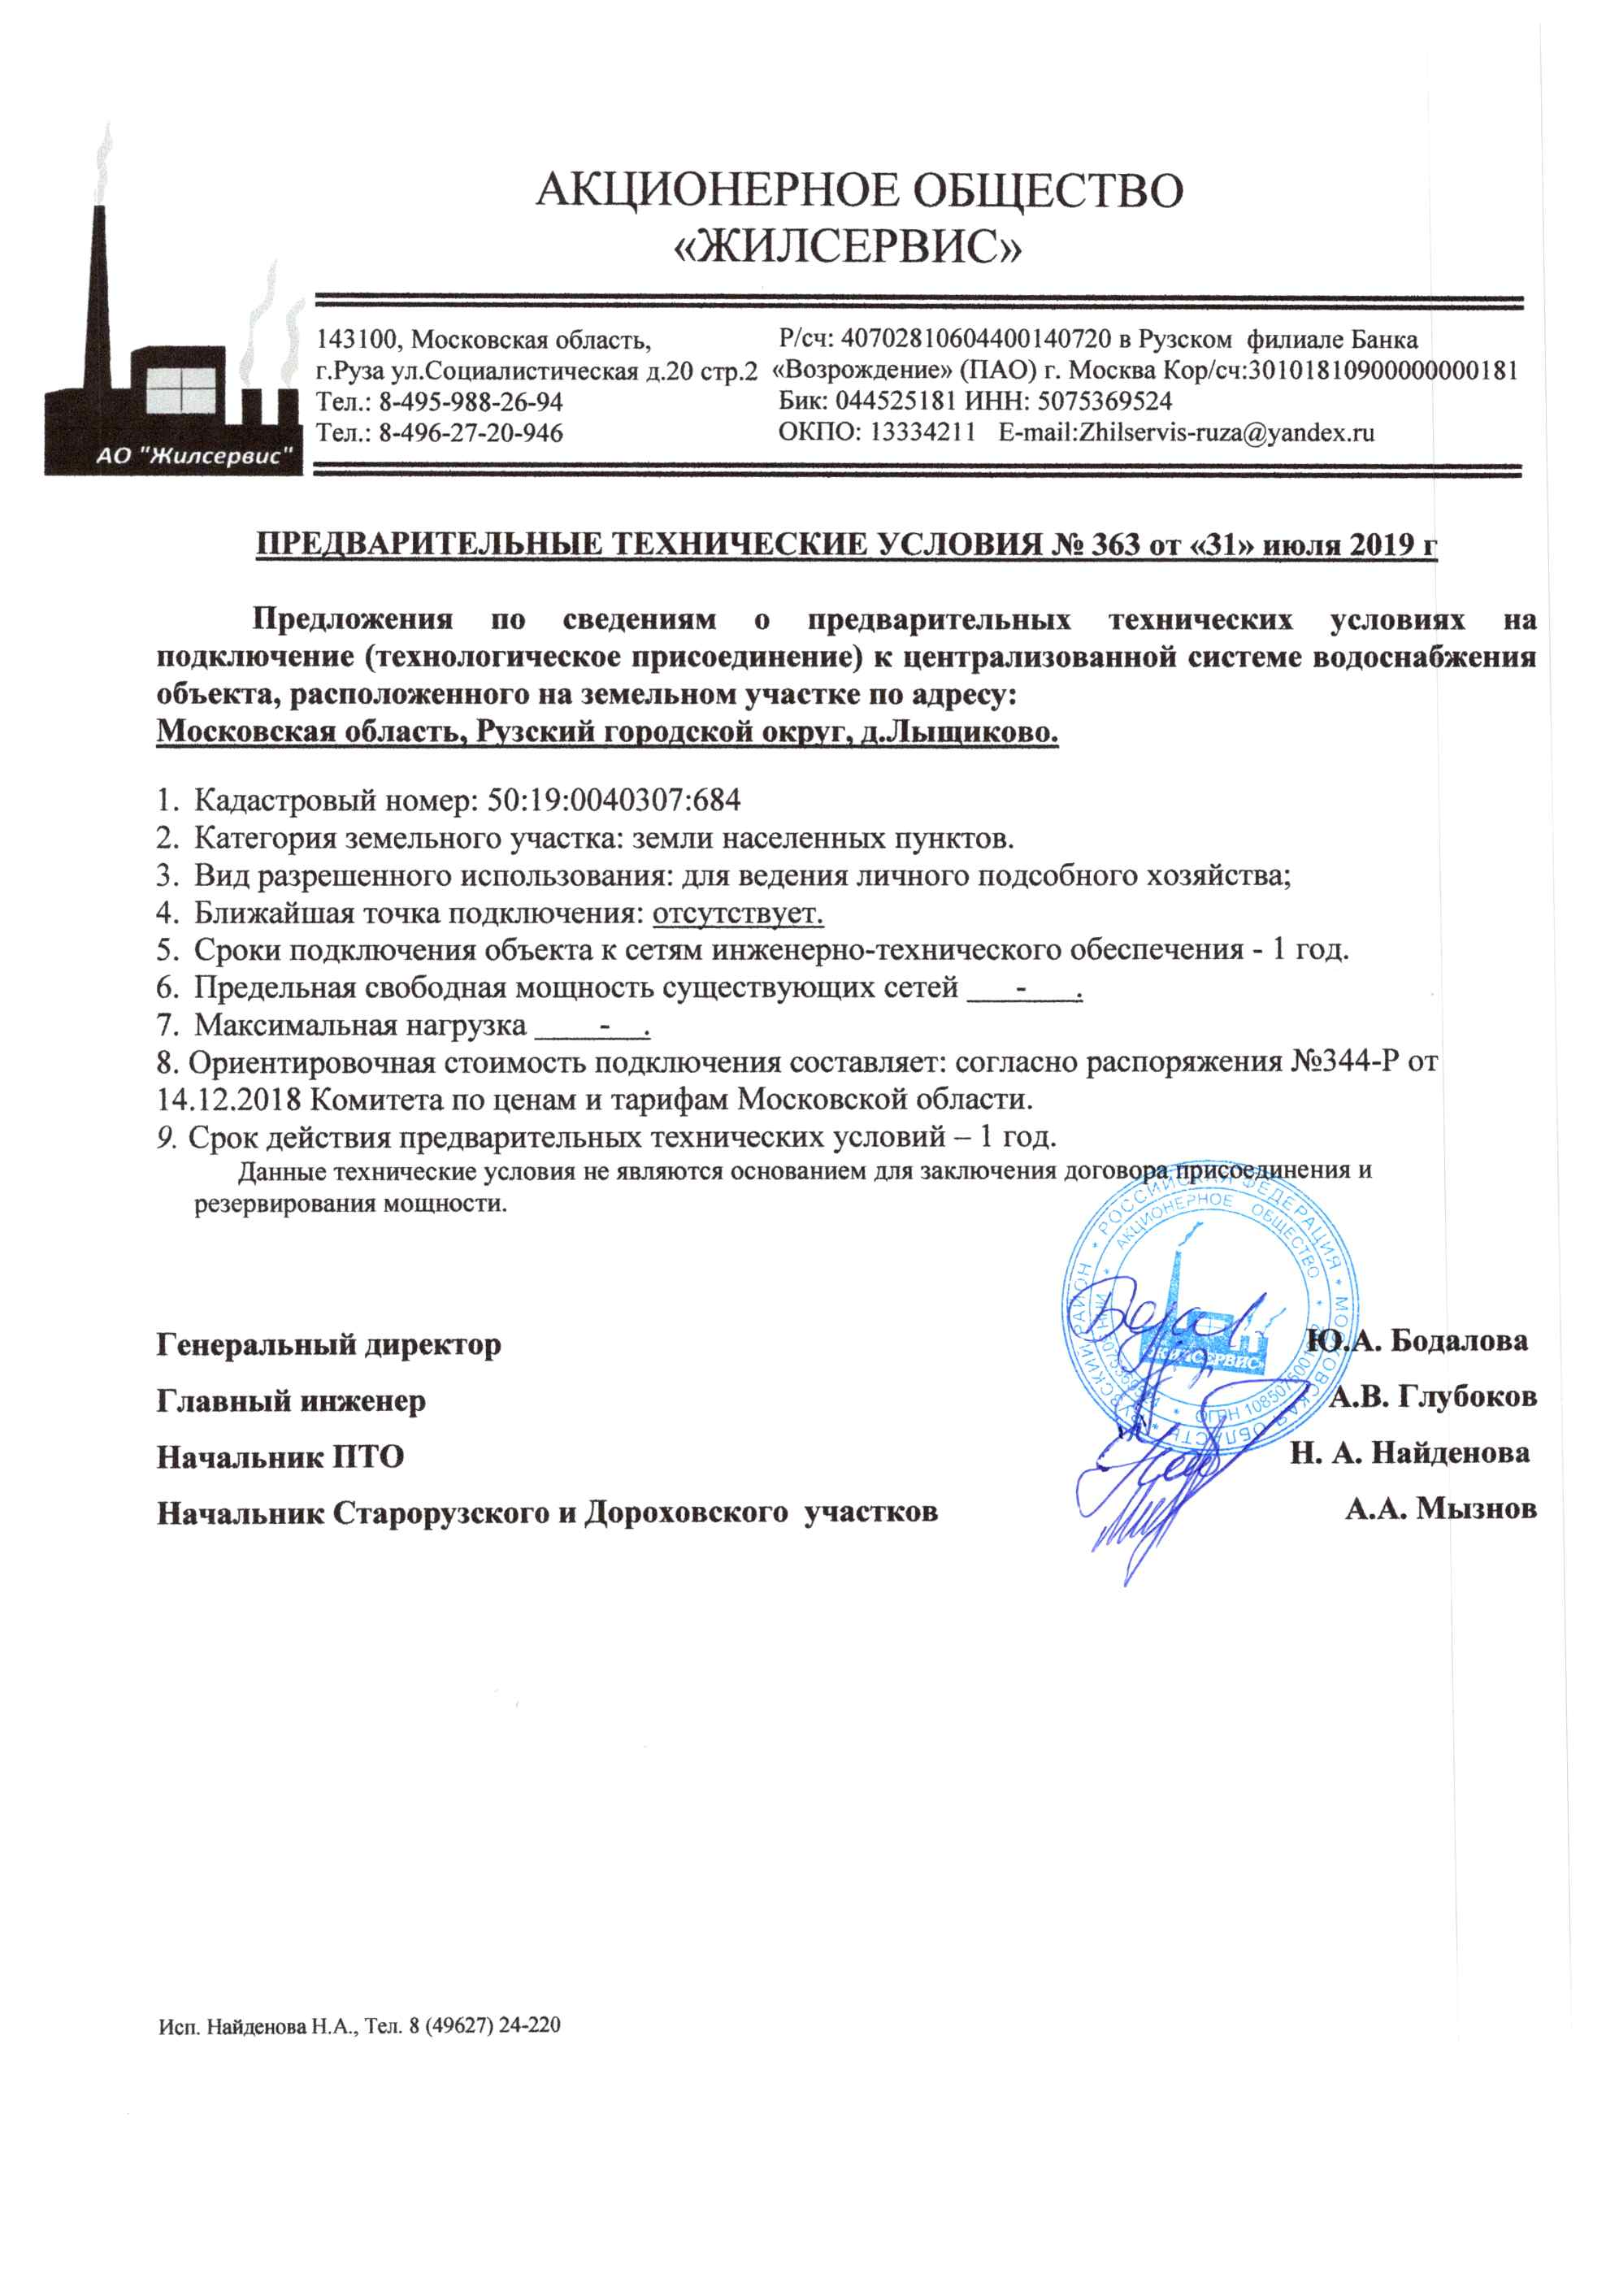 АКЦИОНЕРНОЕ ОБЩЕСТВО
«ЖИЛСЕРВИС»
АО "Жилсервис"
143100, Московская область,
г.Руза ул.Социалистическая д.20 стр.2
Тел.: 8-495-988-26-94
Тел.: 8-496-27-20-946
Р/сч: 40702810604400140720 в Рузском филиале Банка
«Возрождение» (ПАО) г. Москва Кор/сч:30101810900000000181
Бик: 044525181 ИНН: 5075369524
ОКПО: 13334211 E-mail:Zhilservis-ruza@yandex.ru
ПРЕДВАРИТЕЛЬНЫЕ ТЕХНИЧЕСКИЕ УСЛОВИЯ № 363 от «31» июля 2019 г
Предложения по сведениям о предварительных технических условиях на
подключение (технологическое присоединение) к централизованной системе водоснабжения
объекта, расположенного на земельном участке по адресу:
Московская область, Рузский городской округ, д.Лыщиково.
1. Кадастровый номер: 50:19:0040307:684
2. Категория земельного участка: земли населенных пунктов.
3. Вид разрешенного использования: для ведения личного подсобного хозяйства;
4. Ближайшая точка подключения: отсутствует.
5. Сроки подключения объекта к сетям инженерно-технического обеспечения - 1 год.
6. Предельная свободная мощность существующих сетей ___-___.
7. Максимальная нагрузка ____-__.
8. Ориентировочная стоимость подключения составляет: согласно распоряжения №344-Р от
14.12.2018 Комитета по ценам и тарифам Московской области.
9. Срок действия предварительных технических условий – 1 год.
Данные технические условия не являются основанием для заключения договора присоединения и
резервирования мощности.
РОССИЙСКАЯ ФЕДЕРАЦИЯ * МОСКОВСКАЯ ОБЛАСТЬ * РУЗСКИЙ РАЙОН *
АКЦИОНЕРНОЕ ОБЩЕСТВО
ЖИЛСЕРВИС
Генеральный директор Ю.А. Бодалова
Главный инженер А.В. Глубоков
Начальник ПТО Н. А. Найденова
Начальник Старорузского и Дороховского участков А.А. Мызнов
Исп. Найденова Н.А., Тел. 8 (49627) 24-220